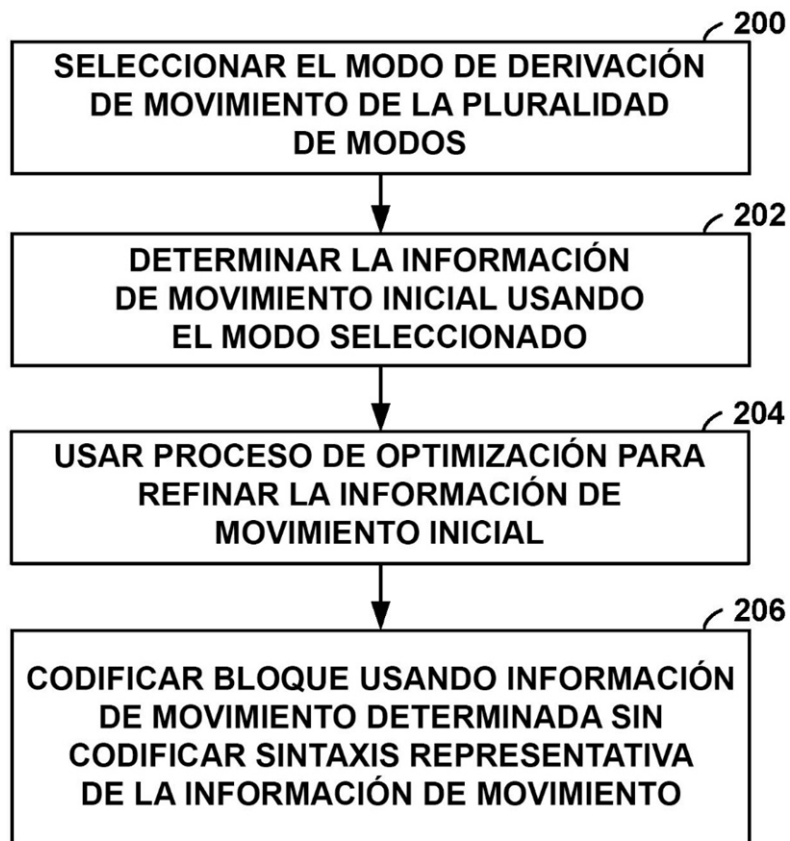 200
SELECCIONAR EL MODO DE DERIVACIÓN
DE MOVIMIENTO DE LA PLURALIDAD
DE MODOS
202
DETERMINAR LA INFORMACIÓN
DE MOVIMIENTO INICIAL USANDO
EL MODO SELECCIONADO
204
USAR PROCESO DE OPTIMIZACIÓN PARA
REFINAR LA INFORMACIÓN DE
MOVIMIENTO INICIAL
206
CODIFICAR BLOQUE USANDO INFORMACIÓN
DE MOVIMIENTO DETERMINADA SIN
CODIFICAR SINTAXIS REPRESENTATIVA
DE LA INFORMACIÓN DE MOVIMIENTO